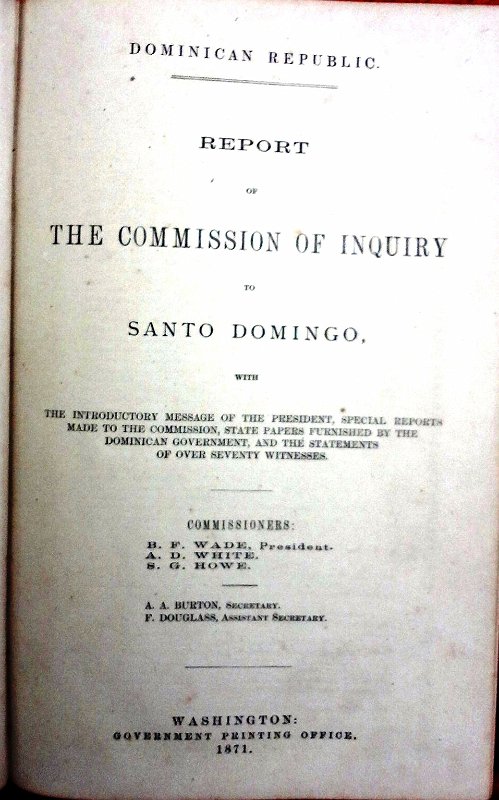 DOMINICAN REPUBLIC.
REPORT
OF
THE COMMISSION OF INQUIRY
TO
SANTO DOMINGO,
WITH
THE INTRODUCTORY MESSAGE OF THE PRESIDENT, SPECIAL REPORTS
MADE TO THE COMMISSION, STATE PAPERS FURNISHED BY THE
DOMINICAN GOVERNMENT, AND THE STATEMENTS
OF OVER SEVENTY WITNESSES.
COMMISSIONERS:
B. F. WADE, President.
A. D. WHITE.
S. G. HOWE.
A. A. BURTON, SECRETARY.
F. DOUGLASS, ASSISTANT SECRETARY.
WASHINGTON:
GOVERNMENT PRINTING OFFICE.
1871.